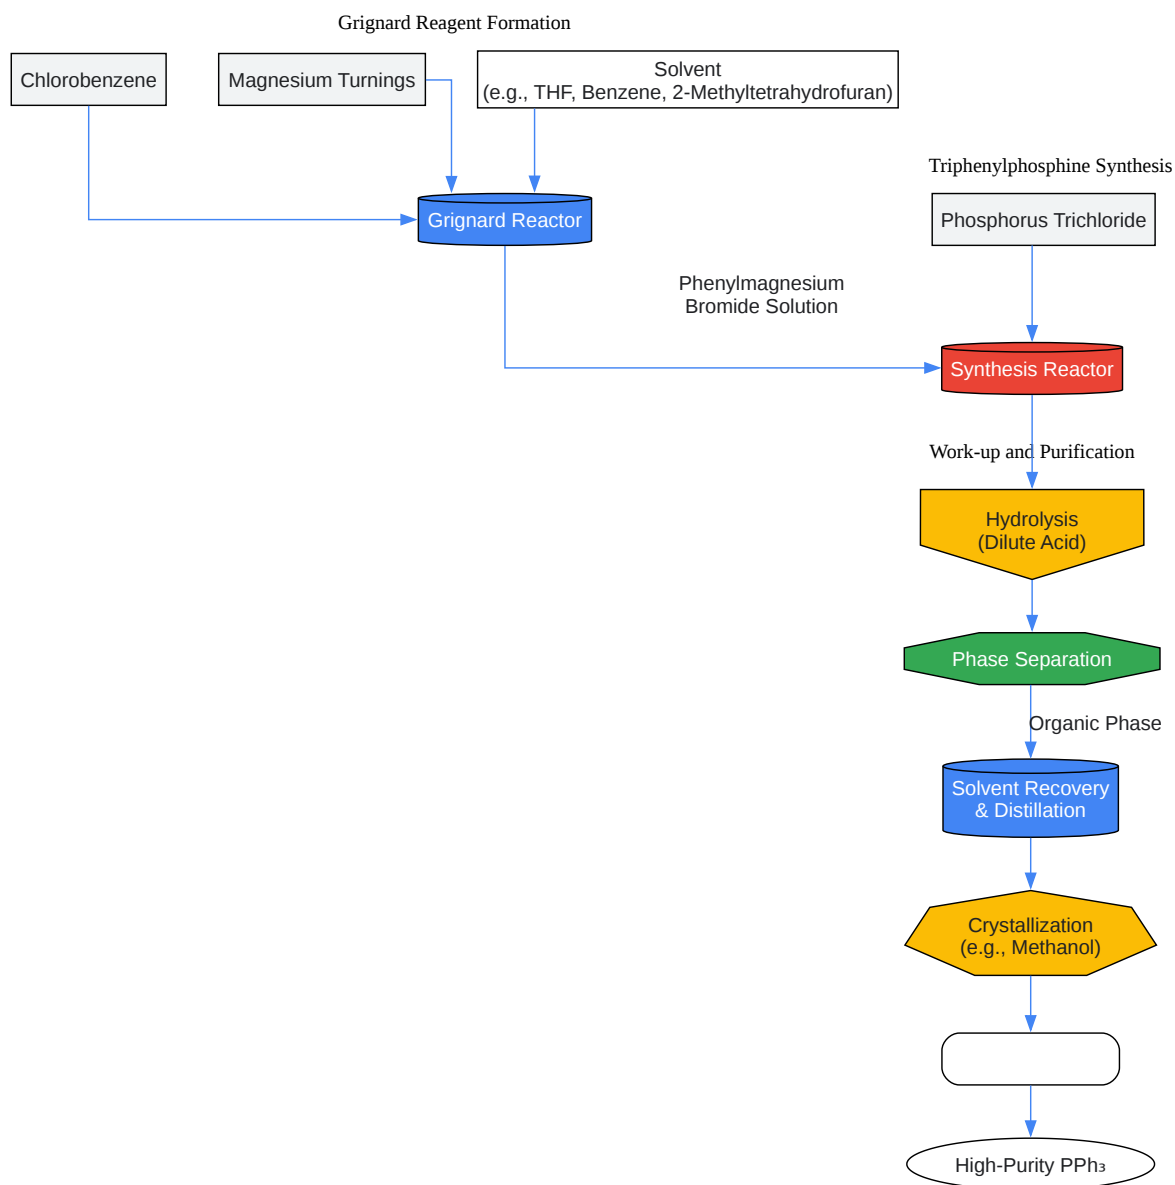 Grignard Reagent Formation
Chlorobenzene
Magnesium Turnings
Solvent
(e.g., THF, Benzene, 2-Methyltetrahydrofuran)
Triphenylphosphine Synthesis
Grignard Reactor
Phosphorus Trichloride
Phenylmagnesium
Bromide Solution
Synthesis Reactor
Work-up and Purification
Hydrolysis
(Dilute Acid)
Phase Separation
Organic Phase
Solvent Recovery
& Distillation
Crystallization
(e.g., Methanol)
High-Purity PPh₃